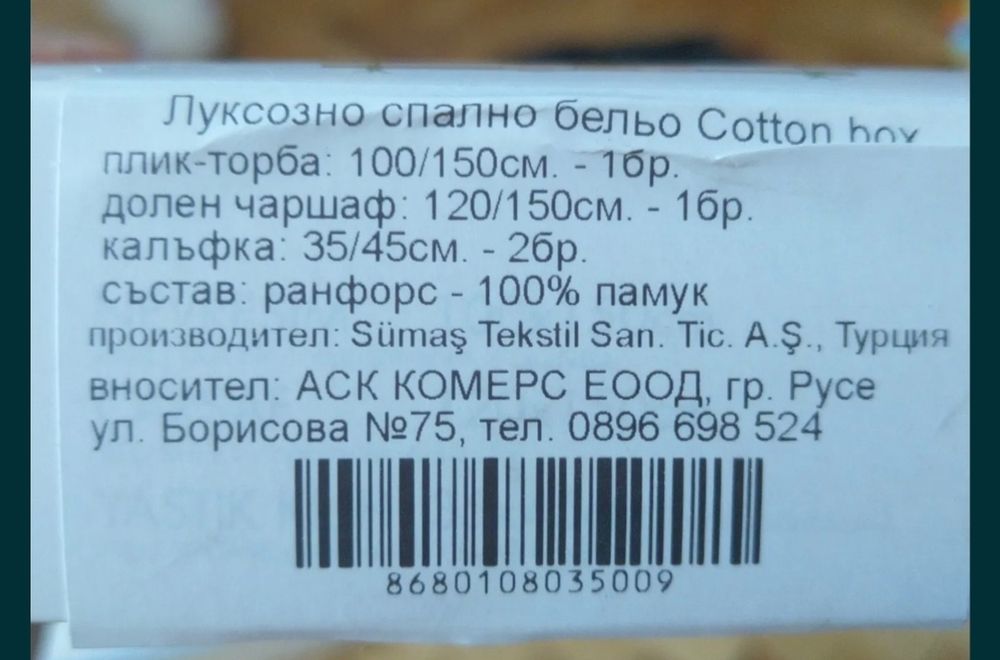 Луксозно спално бельо Cotton box
плик-торба: 100/150см. - 1бр.
долен чаршаф: 120/150см. - 1бр.
калъфка: 35/45см. - 2бр.
състав: ранфорс - 100% памук
производител: Sümaş Tekstil San. Tic. A.Ş., Турция
вносител: АСК КОМЕРС ЕООД, гр. Русе
ул. Борисова №75, тел. 0896 698 524
8680108035009